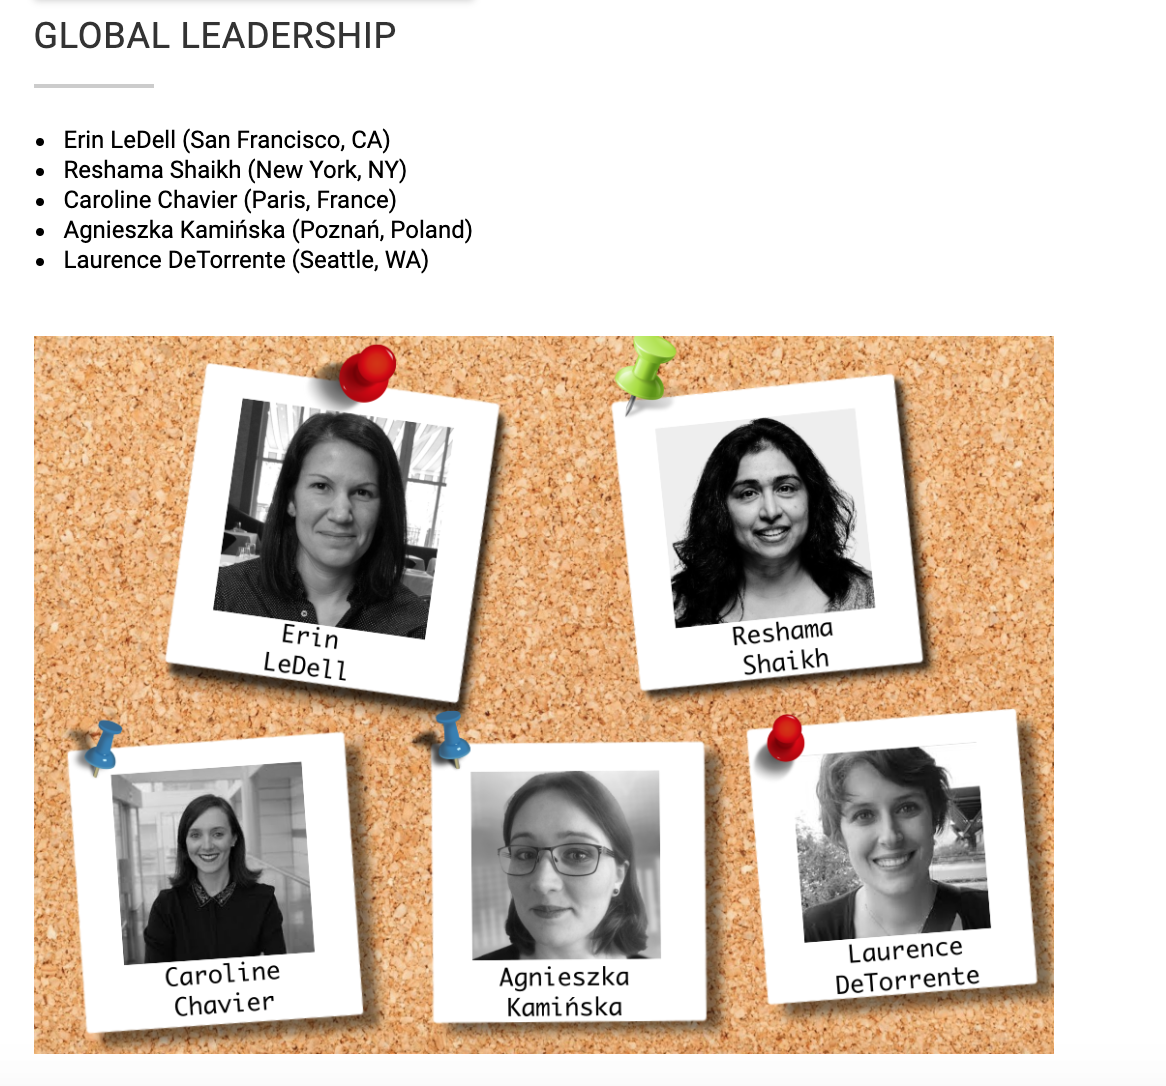 GLOBAL LEADERSHIP
Erin LeDell (San Francisco, CA)
Reshama Shaikh (New York, NY)
Caroline Chavier (Paris, France)
Agnieszka Kamińska (Poznań, Poland)
Laurence DeTorrente (Seattle, WA)
Erin
LeDell
Reshama
Shaikh
Caroline
Chavier
Agnieszka
Kamińska
Laurence
DeTorrente